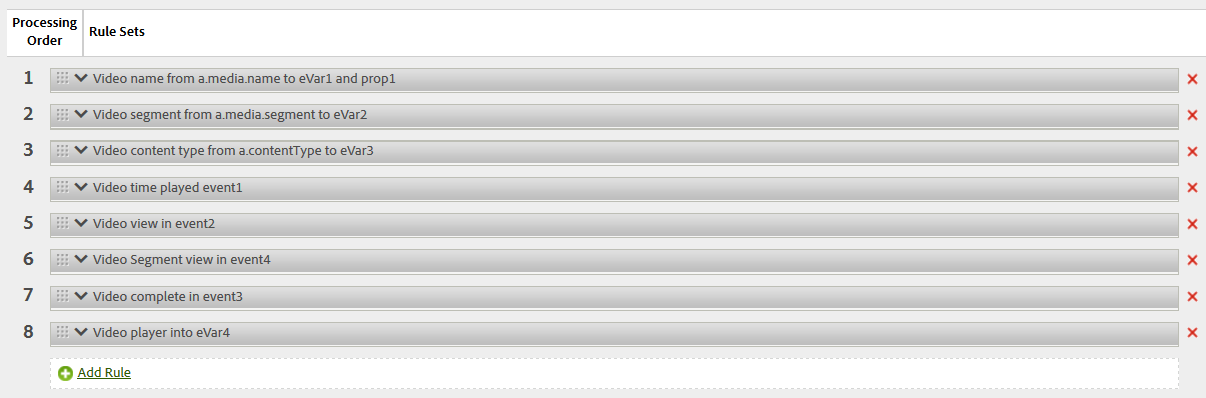 Processing Order
Rule Sets
1 Video name from a.media.name to eVar1 and prop1
2 Video segment from a.media.segment to eVar2
3 Video content type from a.contentType to eVar3
4 Video time played event1
5 Video view in event2
6 Video Segment view in event4
7 Video complete in event3
8 Video player into eVar4
Add Rule